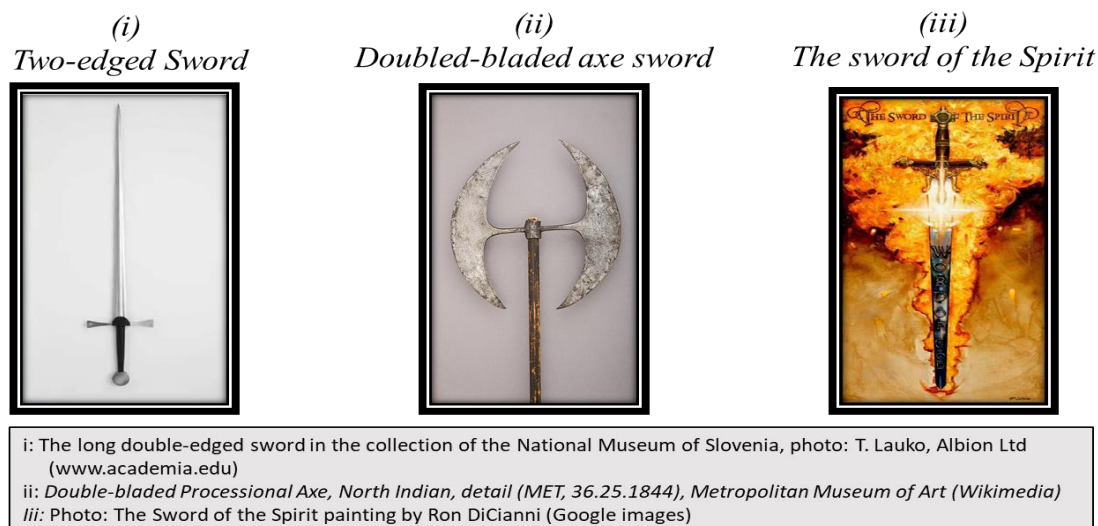 (i)
Two-edged Sword
(ii)
Doubled-bladed axe sword
(iii)
The sword of the Spirit
THE SWORD OF THE SPIRIT
WORD OF GOD
i: The long double-edged sword in the collection of the National Museum of Slovenia, photo: T. Lauko, Albion Ltd
(www.academia.edu)
ii: Double-bladed Processional Axe, North Indian, detail (MET, 36.25.1844), Metropolitan Museum of Art (Wikimedia)
Iii: Photo: The Sword of the Spirit painting by Ron DiCianni (Google images)